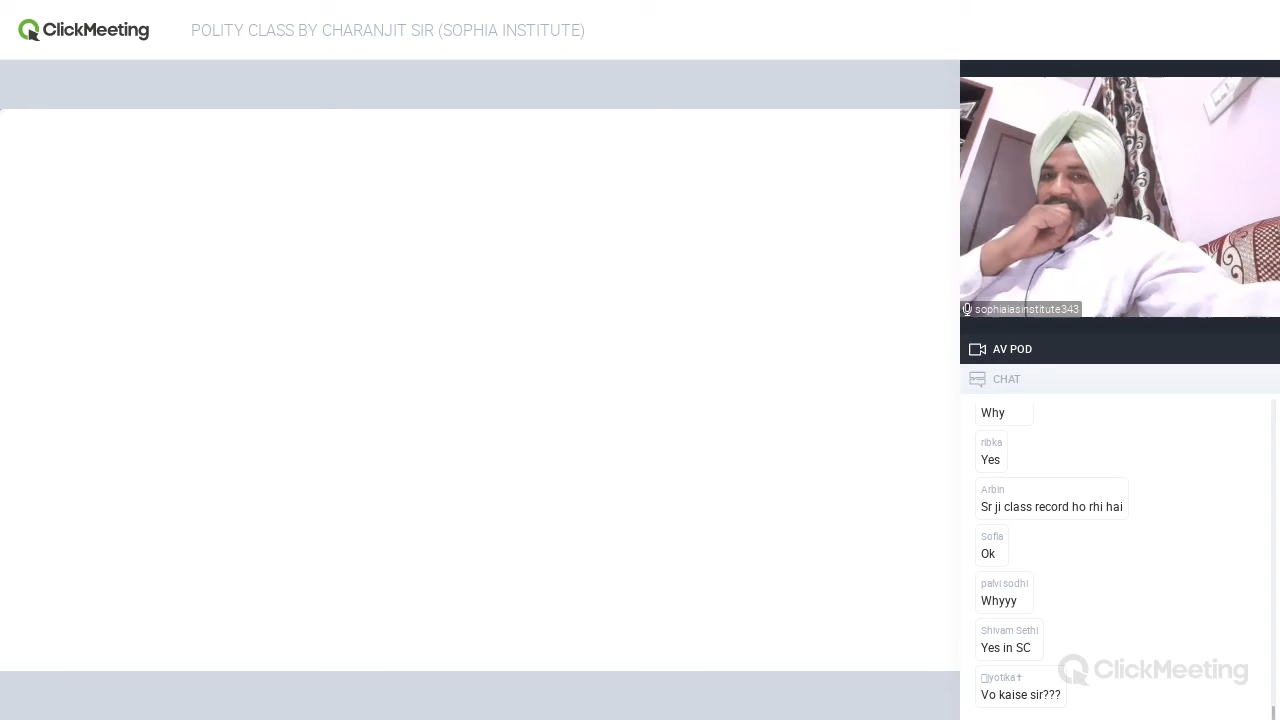 ClickMeeting
POLITY CLASS BY CHARANJIT SIR (SOPHIA INSTITUTE)
sophiaiasinstitute343
AV POD
CHAT
Why
ribka
Yes
Arbin
Sr ji class record ho rhi hai
Sofia
Ok
palvi sodhi
Whyyy
Shivam Sethi
Yes in SC
ClickMeeting
Jyotika✝
Vo kaise sir???